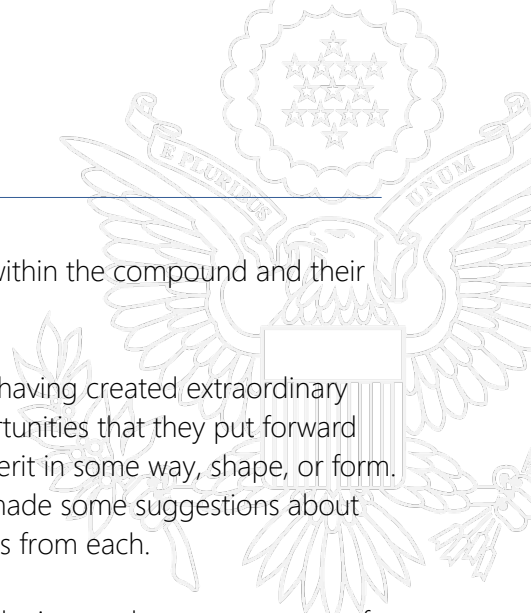 E PLURIBUS
UNUM
within the compound and their
having created extraordinary
rtunities that they put forward
erit in some way, shape, or form.
made some suggestions about
s from each.